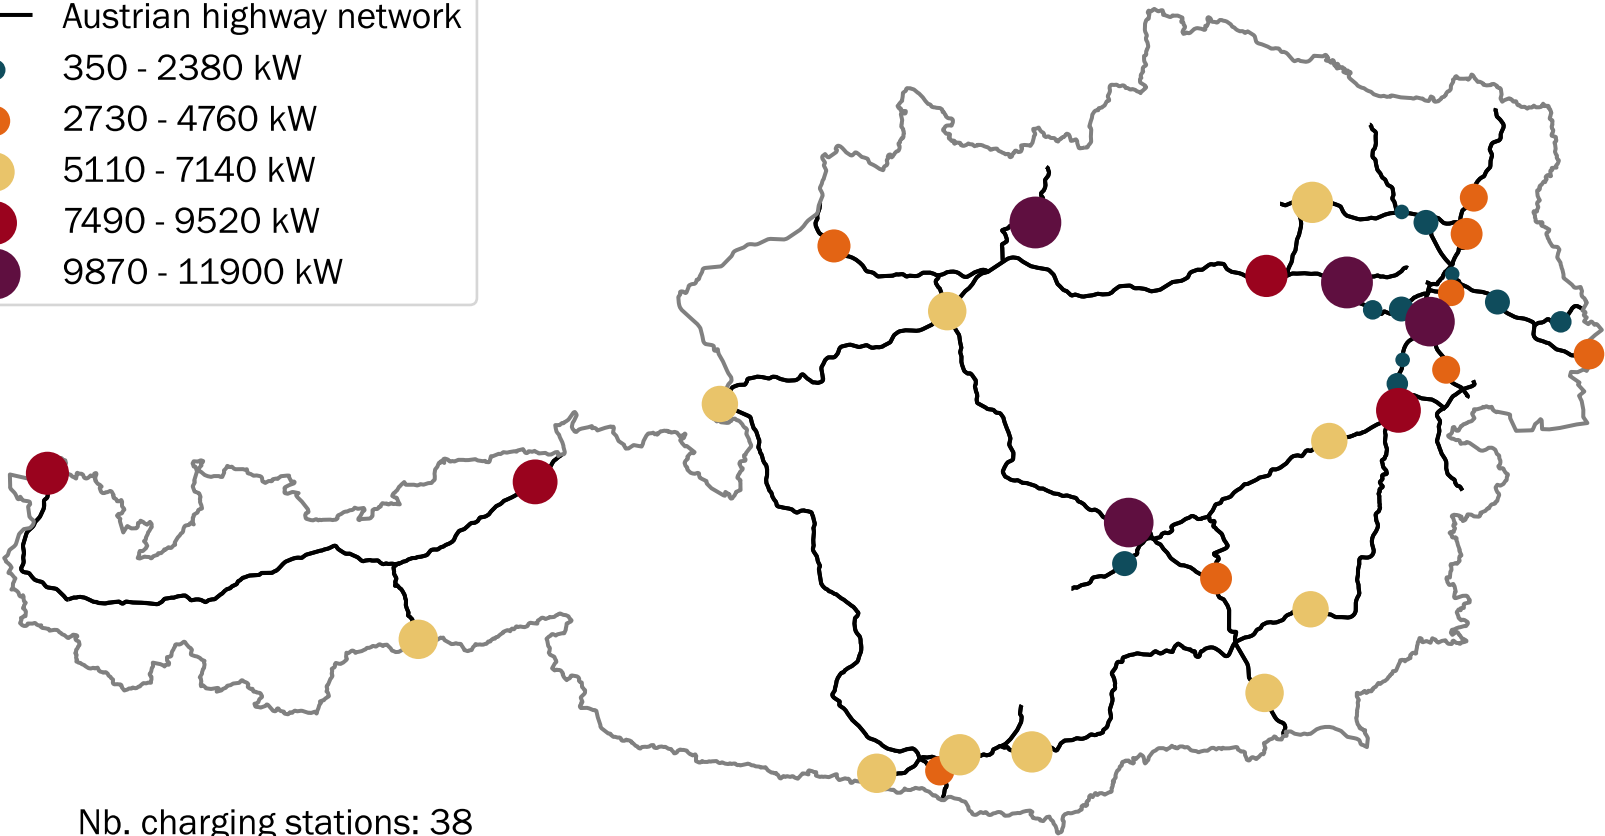 Austrian highway network
350 - 2380 kW
2730 - 4760 kW
5110 - 7140 kW
7490 - 9520 kW
9870 - 11900 kW
Nb. charging stations: 38